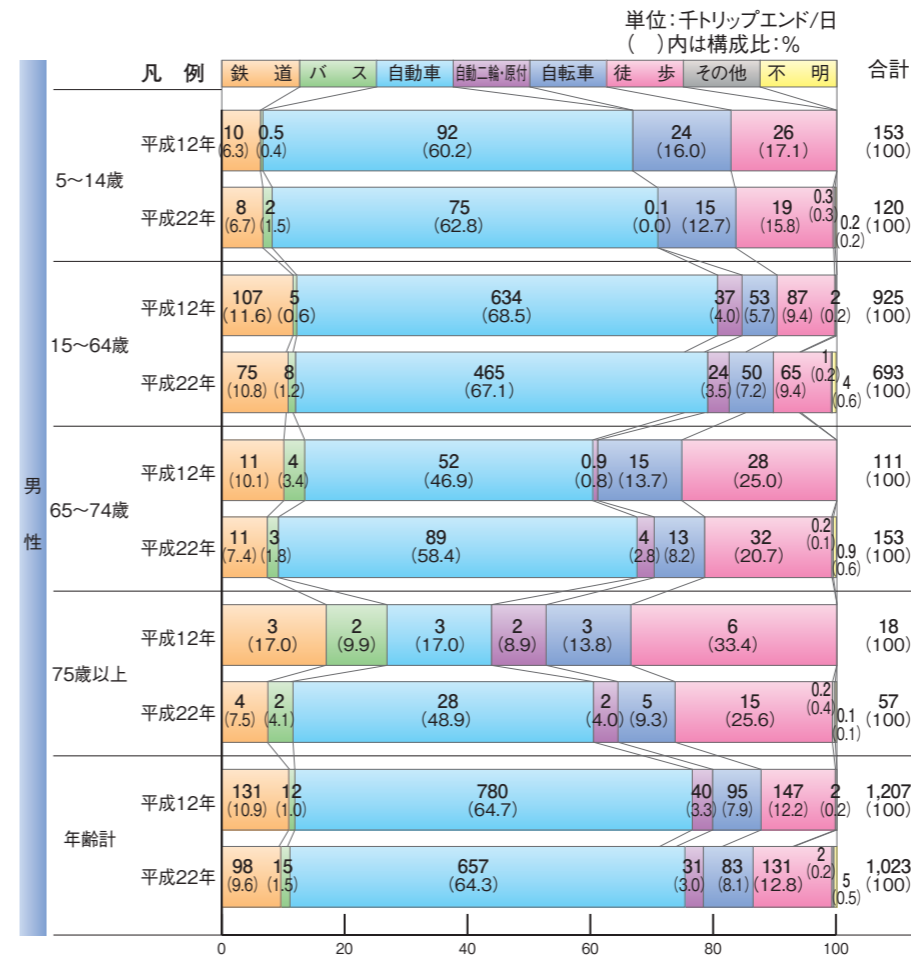 単位:千トリップエンド/日
(　)内は構成比:%
凡　例 鉄　道 バ　ス 自動車 自動二輪・原付 自転車 徒　歩 その他 不　明 合計
男　性
5〜14歳
平成12年 10 0.5 92 24 26 153
(6.3) (0.4) (60.2) (16.0) (17.1) (100)
平成22年 8 2 75 0.1 15 19 0.3 0.2 120
(6.7) (1.5) (62.8) (0.0) (12.7) (15.8) (0.3) (0.2) (100)
15〜64歳
平成12年 107 5 634 37 53 87 2 925
(11.6) (0.6) (68.5) (4.0) (5.7) (9.4) (0.2) (100)
平成22年 75 8 465 24 50 65 1 4 693
(10.8) (1.2) (67.1) (3.5) (7.2) (9.4) (0.2) (0.6) (100)
65〜74歳
平成12年 11 4 52 0.9 15 28 111
(10.1) (3.4) (46.9) (0.8) (13.7) (25.0) (100)
平成22年 11 3 89 4 13 32 0.2 0.9 153
(7.4) (1.8) (58.4) (2.8) (8.2) (20.7) (0.1) (0.6) (100)
75歳以上
平成12年 3 2 3 2 3 6 18
(17.0) (9.9) (17.0) (8.9) (13.8) (33.4) (100)
平成22年 4 2 28 2 5 15 0.2 0.1 57
(7.5) (4.1) (48.9) (4.0) (9.3) (25.6) (0.4) (0.1) (100)
年齢計
平成12年 131 12 780 40 95 147 2 1,207
(10.9) (1.0) (64.7) (3.3) (7.9) (12.2) (0.2) (100)
平成22年 98 15 657 31 83 131 2 5 1,023
(9.6) (1.5) (64.3) (3.0) (8.1) (12.8) (0.2) (0.5) (100)
0 20 40 60 80 100